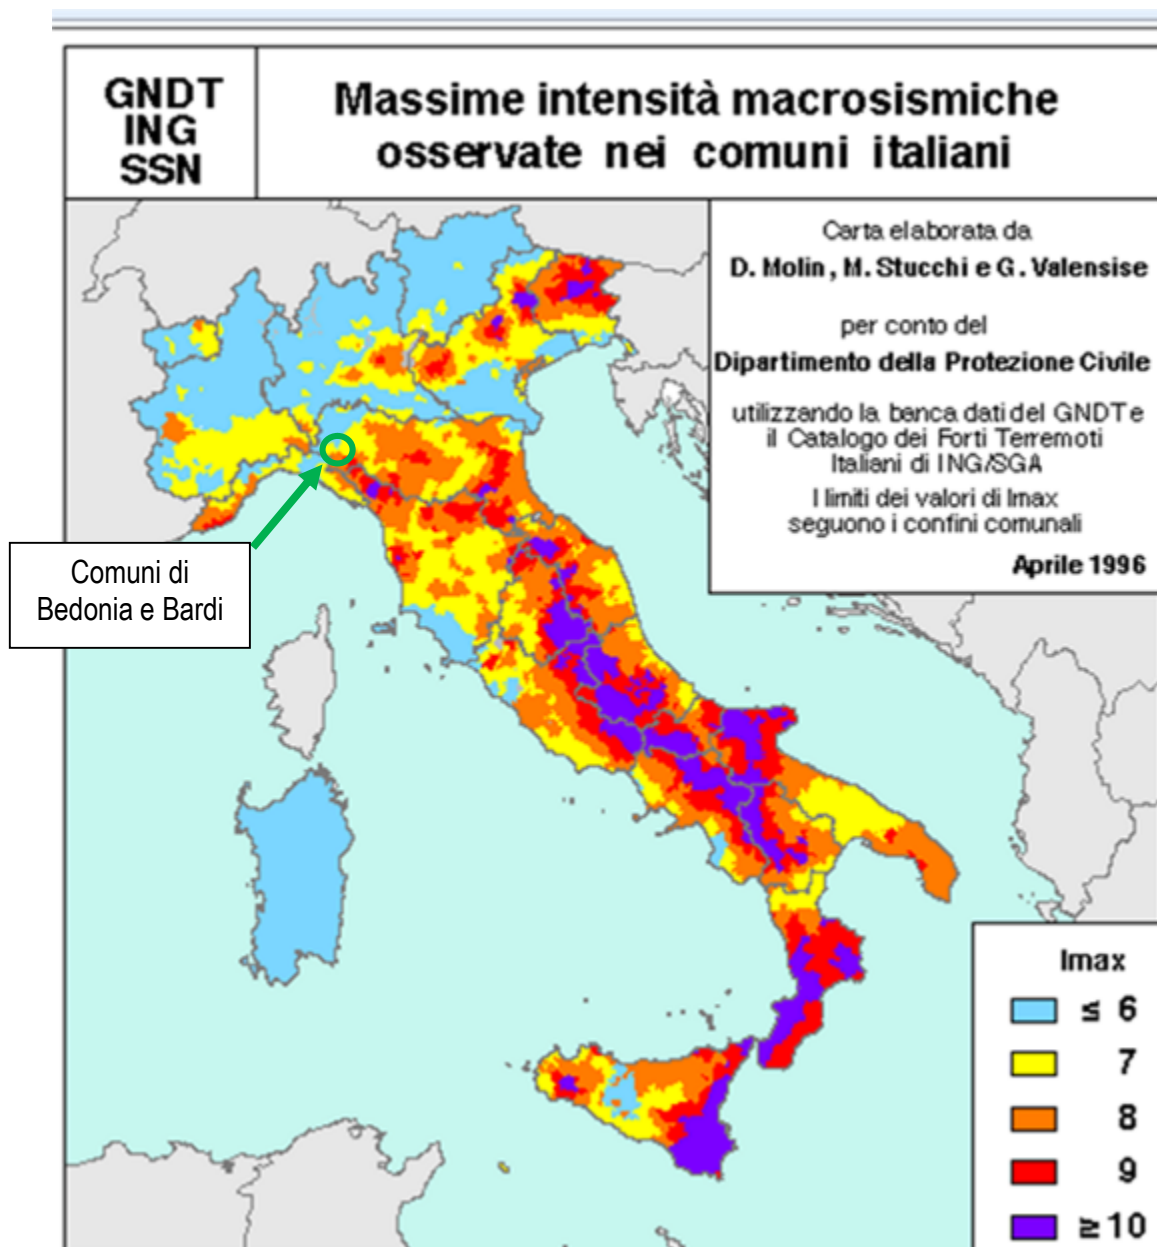 GNDT
ING
SSN
Massime intensità macrosismiche
osservate nei comuni italiani
Carta elaborata da
D. Molin, M. Stucchi e G. Valensise
per conto del
Dipartimento della Protezione Civile
utilizzando la banca dati del GNDT e
il Catalogo dei Forti Terremoti
Italiani di ING/SGA
I limiti dei valori di Imax
seguono i confini comunali
Aprile 1996
Comuni di
Bedonia e Bardi
Imax
≤ 6
7
8
9
≥ 10